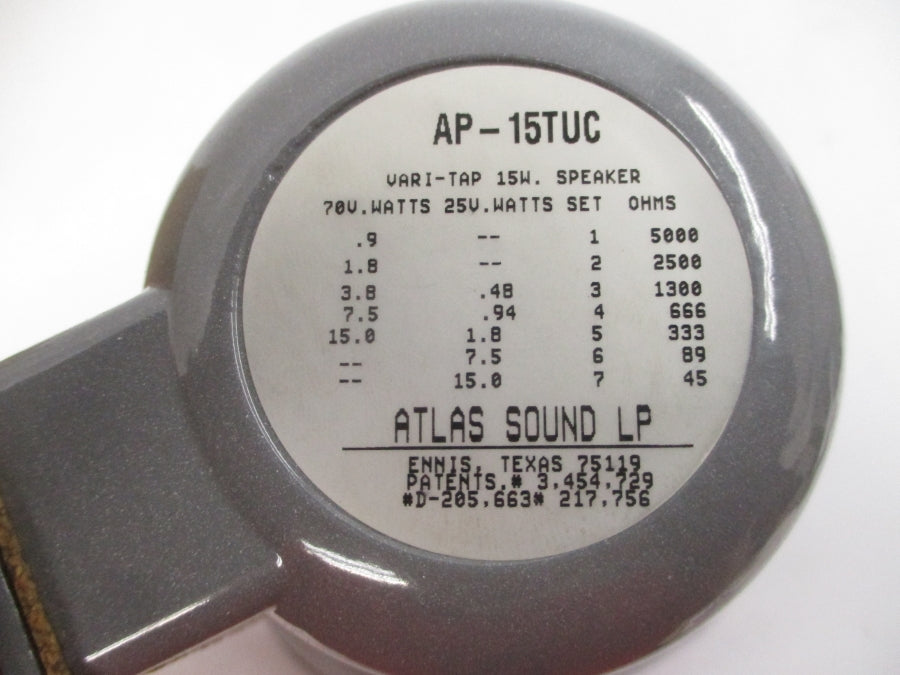 AP-15TUC
VARI-TAP 15W. SPEAKER
70V.WATTS 25V.WATTS SET OHMS
.9 -- 1 5000
1.8 -- 2 2500
3.8 .48 3 1300
7.5 .94 4 666
15.0 1.8 5 333
-- 7.5 6 89
-- 15.0 7 45
ATLAS SOUND LP
ENNIS, TEXAS 75119
PATENTS.# 3,454,729
#D-205,663# 217,756